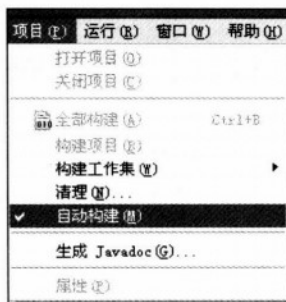 项目(P) 运行(R) 窗口(W) 帮助(H)
打开项目(O)
关闭项目(C)
全部构建(A) Ctrl+B
构建项目(B)
构建工作集(W)
清理(N)...
自动构建(M)
生成 Javadoc(G)...
属性(P)